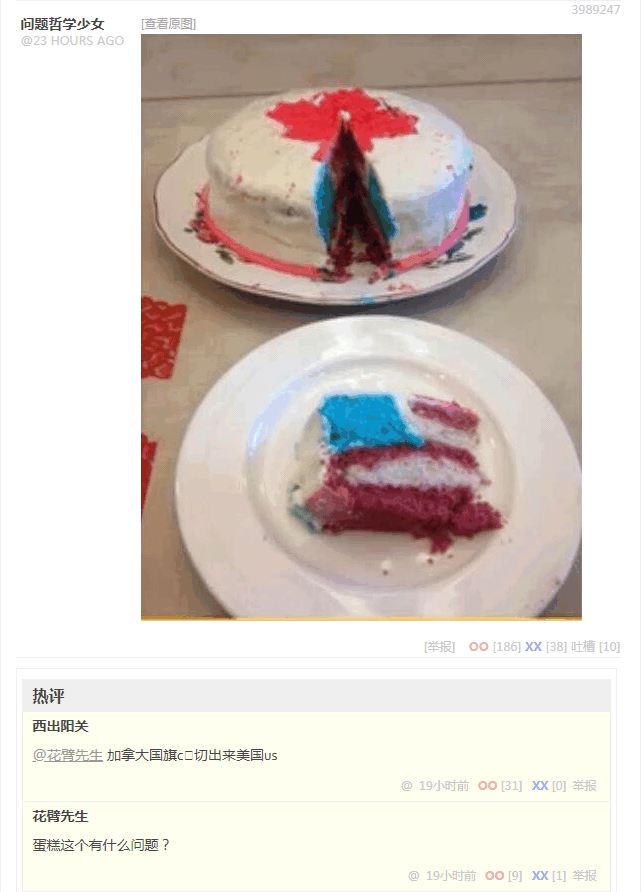 3989247
问题哲学少女
[查看原图]
@23 HOURS AGO
[举报] OO [186] XX [38] 吐槽 [10]
热评
西出阳关
@花臂先生 加拿大国旗c□切出来美国us
@ 19小时前 OO [31] XX [0] 举报
花臂先生
蛋糕这个有什么问题？
@ 19小时前 OO [9] XX [1] 举报